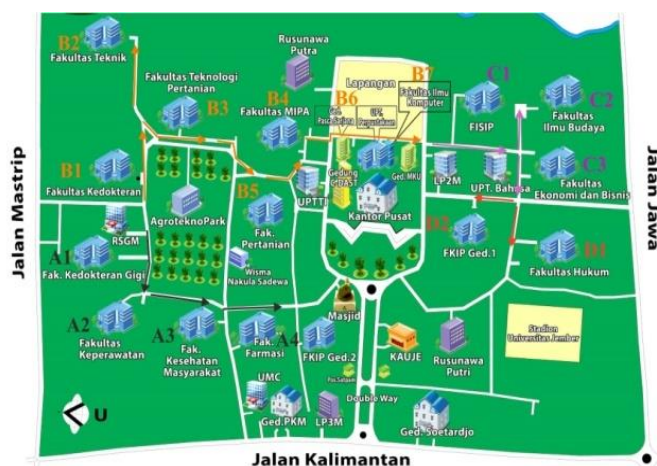 B2
Fakultas Teknik
Rusunawa
Putra
Fakultas Teknologi
Pertanian
B3
Lapangan
B4
Fakultas MIPA
B6
B7
Ged.
Pasca Sarjana
UPT.
Perpustakaan
Fakultas Ilmu
Komputer
C1
FISIP
C2
Fakultas
Ilmu Budaya
B1
Fakultas Kedokteran
B5
Fak.
Pertanian
UPTTI
Gedung
Ged. MKU
Kantor Pusat
LP2M
UPT. Bahasa
C3
Fakultas
Ekonomi dan Bisnis
AgroteknoPark
RSGM
A1
Fak. Kedokteran Gigi
Wisma
Nakula Sadewa
D2
FKIP Ged.1
D1
Fakultas Hukum
Jalan Mastrip
Jalan Jawa
A2
Fakultas
Keperawatan
A3
Fak.
Kesehatan
Masyarakat
A4
Fak.
Farmasi
Masjid
FKIP Ged.2
KAUJE
Rusunawa
Putri
Stadion
Universitas Jember
Pos Satpam
UMC
Ged.PKM
LP3M
Double Way
Ged. Soetardjo
U
Jalan Kalimantan